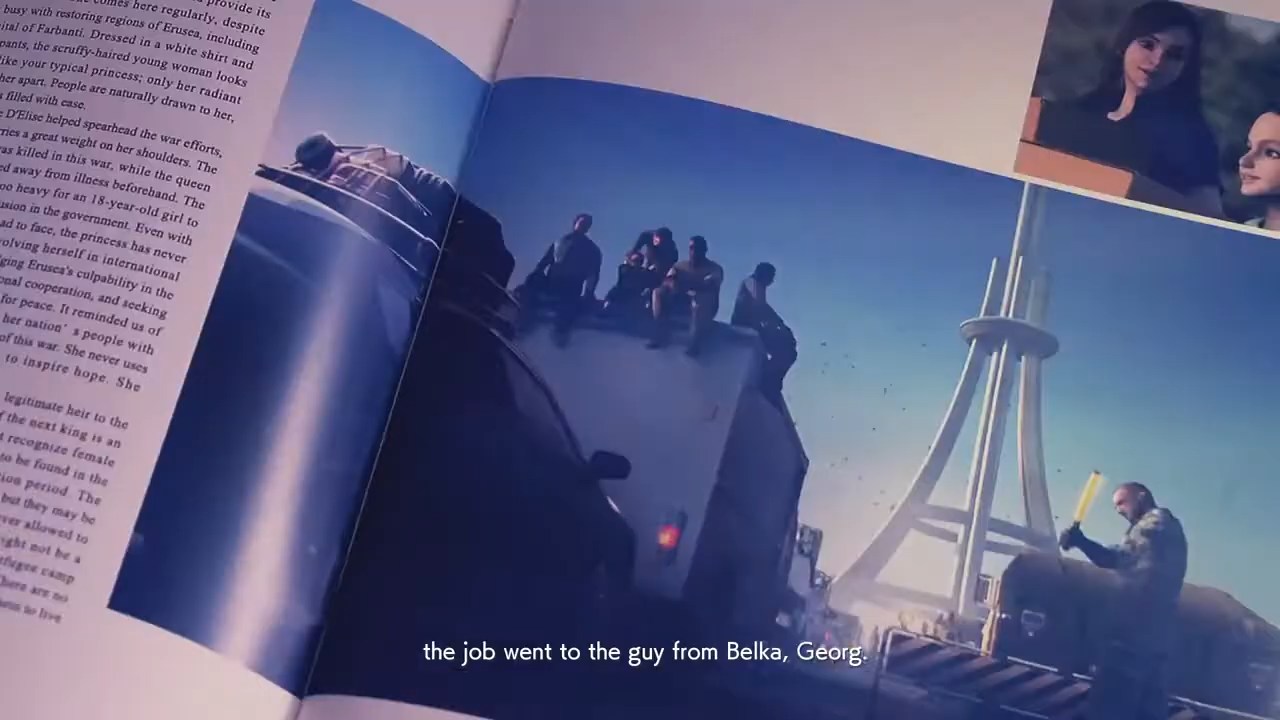 comes here regularly, despite
busy with restoring regions of Erusea, including
ital of Farbanti. Dressed in a white shirt and
pants, the scruffy-haired young woman looks
like your typical princess; only her radiant
her apart. People are naturally drawn to her,
s filled with ease.
e D'Elise helped spearhead the war efforts,
rries a great weight on her shoulders. The
as killed in this war, while the queen
ed away from illness beforehand. The
oo heavy for an 18-year-old girl to
usion in the government. Even with
ad to face, the princess has never
volving herself in international
ging Erusea's culpability in the
onal cooperation, and seeking
for peace. It reminded us of
her nation's people with
of this war. She never uses
to inspire hope. She
legitimate heir to the
f the next king is an
t recognize female
to be found in the
tion period. The
but they may be
ver allowed to
ght not be a
efugee camp
There are no
hem to live
the job went to the guy from Belka, Georg.